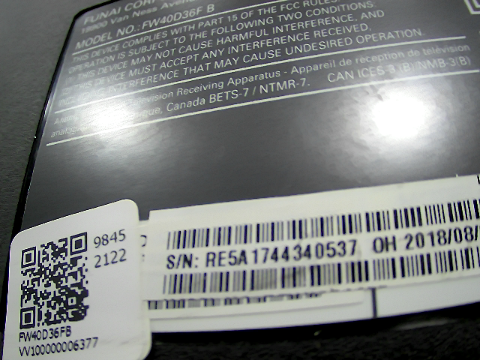 FUNAI COR
19900 Van Ness Avenu
MODEL NO.: FW40D36F B
THIS DEVICE COMPLIES WITH PART 15 OF THE FCC RULES
OPERATION IS SUBJECT TO THE FOLLOWING TWO CONDITIONS:
THIS DEVICE MAY NOT CAUSE HARMFUL INTERFERENCE, AND
THIS DEVICE MUST ACCEPT ANY INTERFERENCE RECEIVED,
INTERFERENCE THAT MAY CAUSE UNDESIRED OPERATION.
Receiving Apparatus - Appareil de réception de télévision
Canada BETS-7 / NTMR-7. CAN ICES-3 (B)/NMB-3(B)
S/N: RE5A1744340537 OH 2018/08/
9845
2122
FW40D36FB
VV100000006377